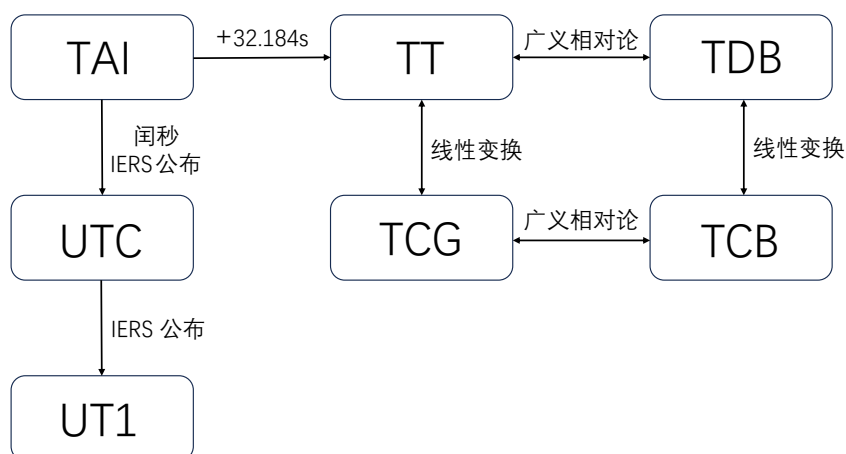 TAI
+32.184s
TT
广义相对论
TDB
闰秒
IERS公布
线性变换
线性变换
UTC
TCG
广义相对论
TCB
IERS 公布
UT1